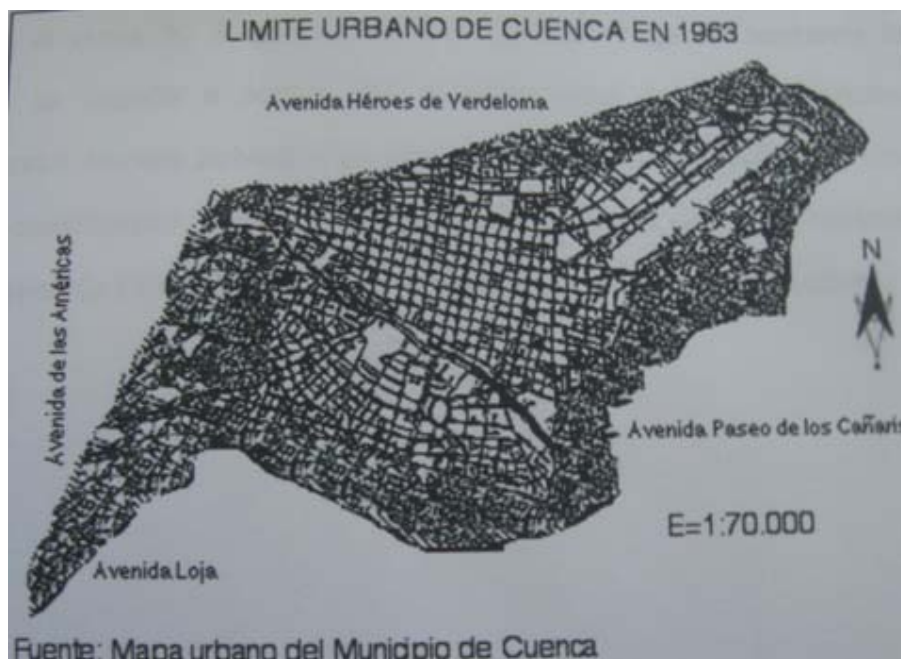 LIMITE URBANO DE CUENCA EN 1963
Avenida Héroes de Verdeloma
Avenida de las Américas
N
Avenida Paseo de los Cañaris
E=1:70.000
Avenida Loja
Fuente: Mapa urbano del Municipio de Cuenca